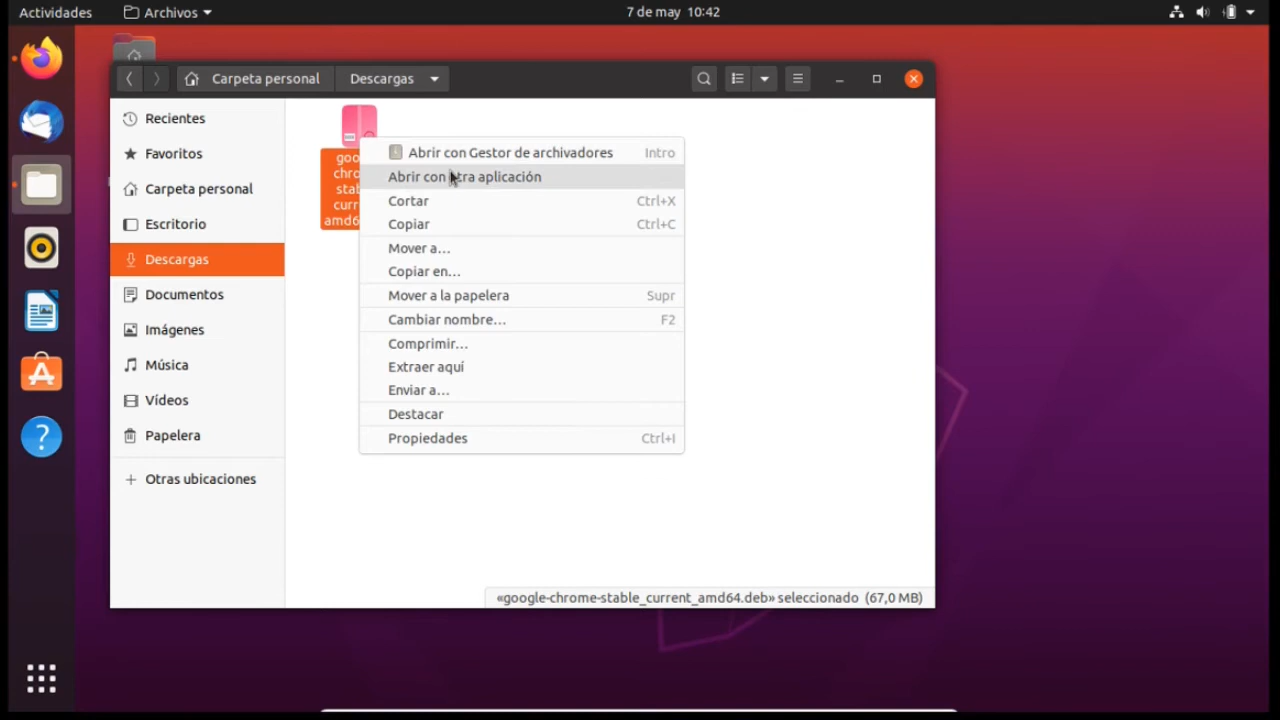 Actividades
Archivos
7 de may 10:42
Carpeta personal
Descargas
Recientes
Favoritos
Carpeta personal
Escritorio
Descargas
Documentos
Imágenes
Música
Vídeos
Papelera
Otras ubicaciones
Abrir con Gestor de archivadores Intro
Abrir con otra aplicación
Cortar Ctrl+X
Copiar Ctrl+C
Mover a…
Copiar en…
Mover a la papelera Supr
Cambiar nombre… F2
Comprimir…
Extraer aquí
Enviar a…
Destacar
Propiedades Ctrl+I
«google-chrome-stable_current_amd64.deb» seleccionado (67,0 MB)